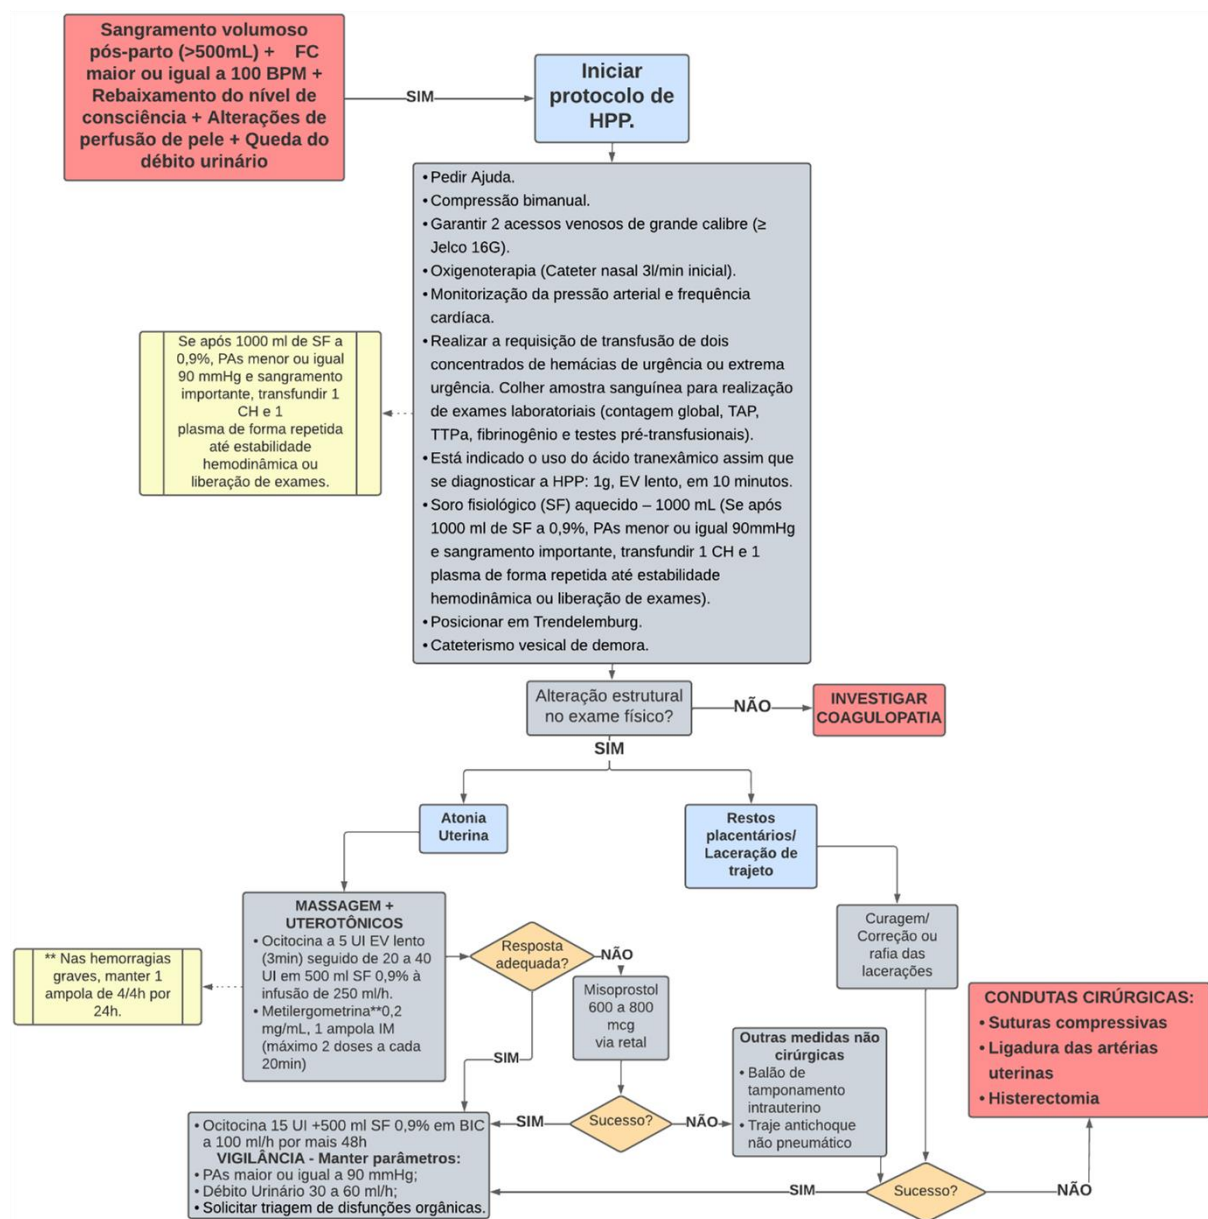 Sangramento volumoso
pós-parto (>500mL) + FC
maior ou igual a 100 BPM +
Rebaixamento do nível de
consciência + Alterações de
perfusão de pele + Queda do
débito urinário
SIM
Iniciar
protocolo de
HPP.
• Pedir Ajuda.
• Compressão bimanual.
• Garantir 2 acessos venosos de grande calibre (≥
Jelco 16G).
• Oxigenoterapia (Cateter nasal 3l/min inicial).
• Monitorização da pressão arterial e frequência
cardíaca.
• Realizar a requisição de transfusão de dois
concentrados de hemácias de urgência ou extrema
urgência. Colher amostra sanguínea para realização
de exames laboratoriais (contagem global, TAP,
TTPa, fibrinogênio e testes pré-transfusionais).
• Está indicado o uso do ácido tranexâmico assim que
se diagnosticar a HPP: 1g, EV lento, em 10 minutos.
• Soro fisiológico (SF) aquecido – 1000 mL (Se após
1000 ml de SF a 0,9%, PAs menor ou igual 90mmHg
e sangramento importante, transfundir 1 CH e 1
plasma de forma repetida até estabilidade
hemodinâmica ou liberação de exames).
• Posicionar em Trendelemburg.
• Cateterismo vesical de demora.
Se após 1000 ml de SF a
0,9%, PAs menor ou igual
90 mmHg e sangramento
importante, transfundir 1
CH e 1
plasma de forma repetida
até estabilidade
hemodinâmica ou
liberação de exames.
Alteração estrutural
no exame físico?
NÃO
INVESTIGAR
COAGULOPATIA
SIM
Atonia
Uterina
Restos
placentários/
Laceração de
trajeto
MASSAGEM +
UTEROTÔNICOS
• Ocitocina a 5 UI EV lento
(3min) seguido de 20 a 40
UI em 500 ml SF 0,9% à
infusão de 250 ml/h.
• Metilergometrina**0,2
mg/mL, 1 ampola IM
(máximo 2 doses a cada
20min)
** Nas hemorragias
graves, manter 1
ampola de 4/4h por
24h.
Resposta
adequada?
NÃO
SIM
Misoprostol
600 a 800
mcg
via retal
Curagem/
Correção ou
rafia das
lacerações
Outras medidas não
cirúrgicas
• Balão de
tamponamento
intrauterino
• Traje antichoque
não pneumático
CONDUTAS CIRÚRGICAS:
• Suturas compressivas
• Ligadura das artérias
uterinas
• Histerectomia
Sucesso?
SIM
NÃO
• Ocitocina 15 UI +500 ml SF 0,9% em BIC
a 100 ml/h por mais 48h
VIGILÂNCIA - Manter parâmetros:
• PAs maior ou igual a 90 mmHg;
• Débito Urinário 30 a 60 ml/h;
• Solicitar triagem de disfunções orgânicas.
SIM
Sucesso?
NÃO